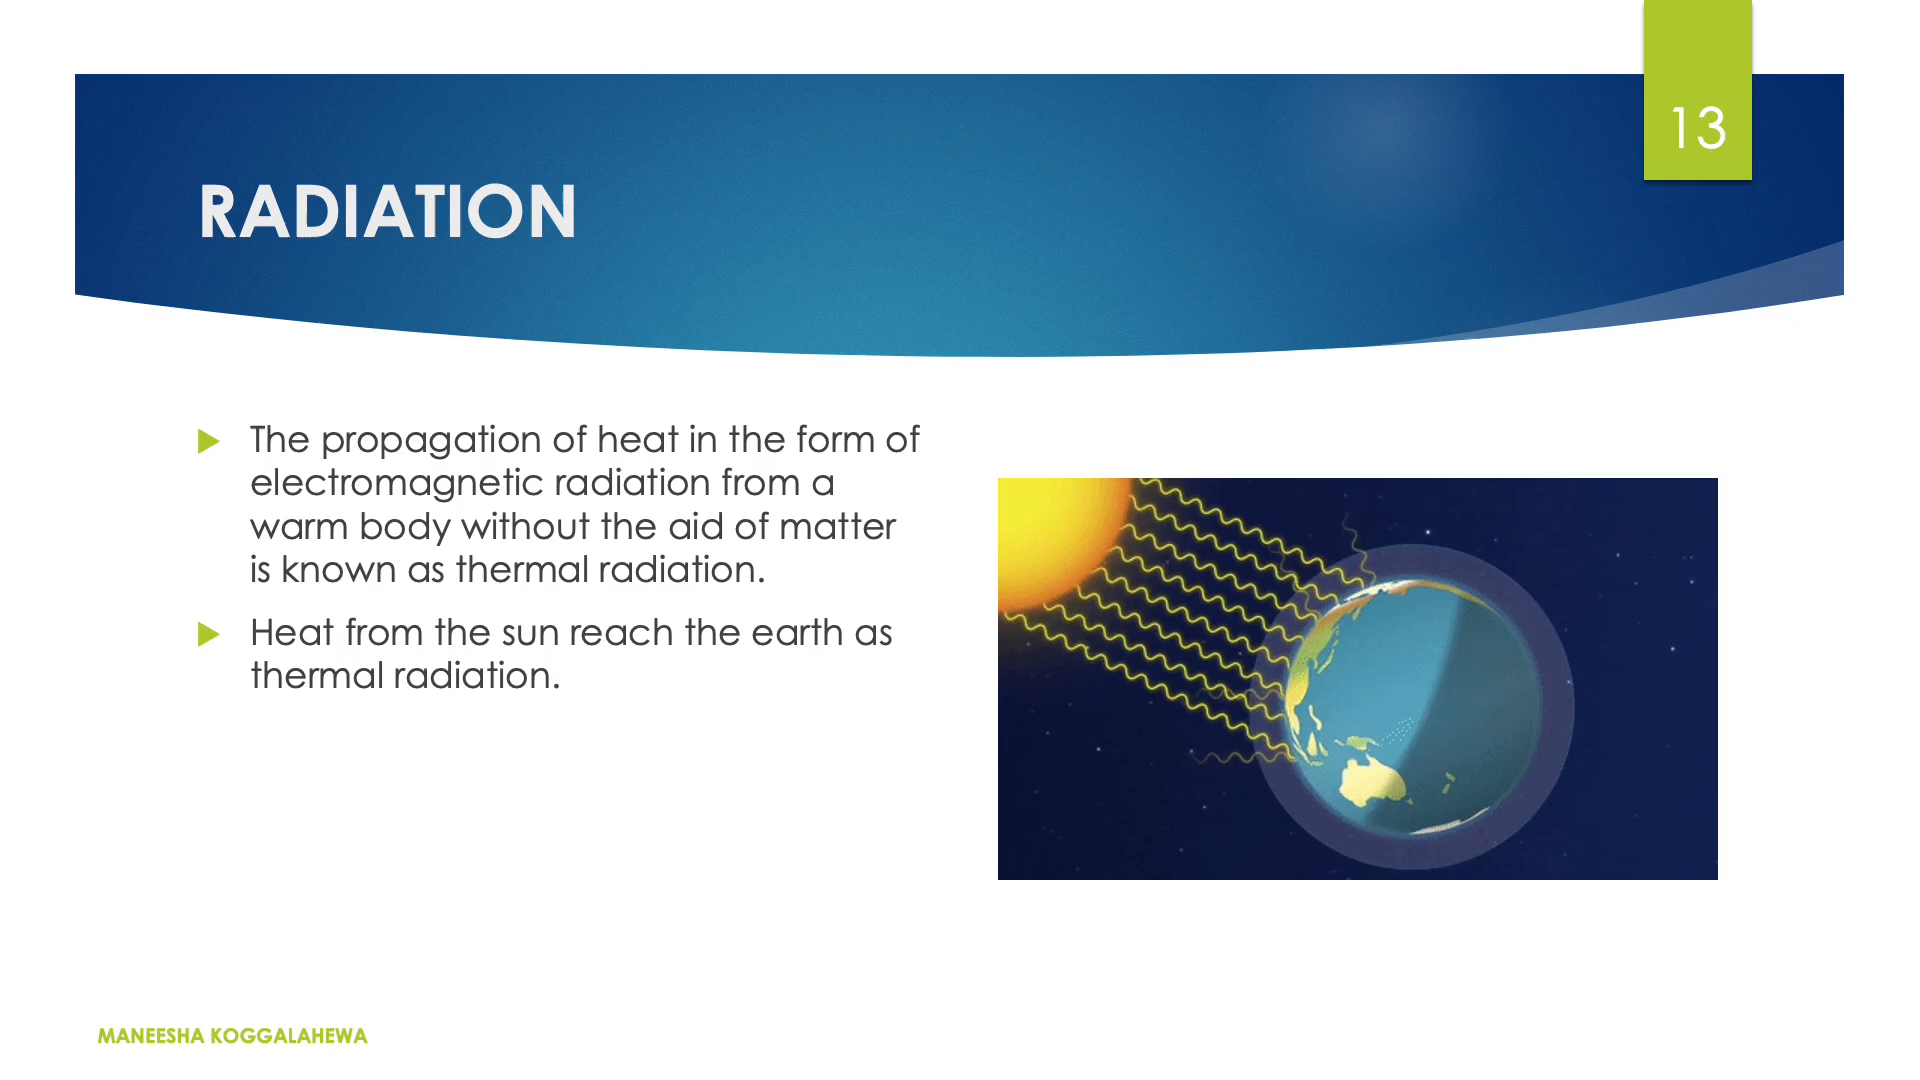 13
RADIATION
The propagation of heat in the form of
electromagnetic radiation from a
warm body without the aid of matter
is known as thermal radiation.
Heat from the sun reach the earth as
thermal radiation.
MANEESHA KOGGALAHEWA